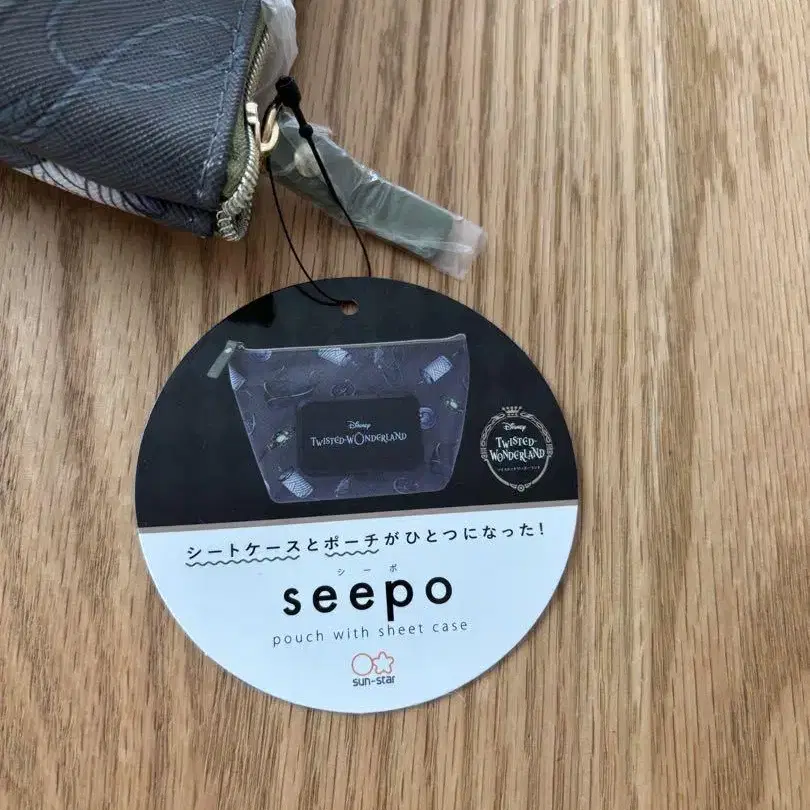 Disney
TWISTED-WONDERLAND
Disney
TWISTED-
WONDERLAND
シートケースとポーチがひとつになった!
シーポ
seepo
pouch with sheet case
sun-star